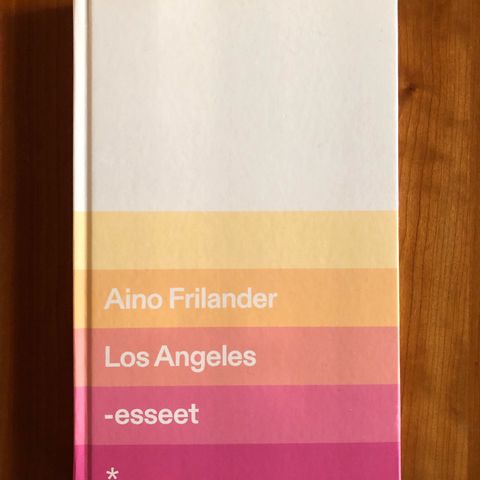 Aino Frilander
Los Angeles
-esseet
*